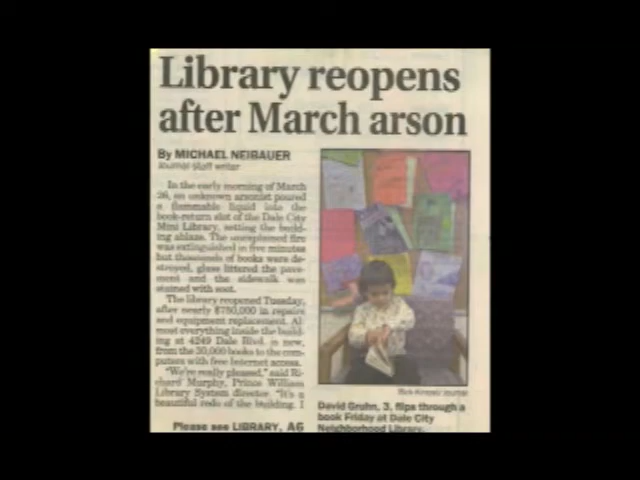 Library reopens
after March arson
By MICHAEL NEIBAUER
Journal staff writer
In the early morning of March
26, an unknown arsonist poured
a flammable liquid into the
book-return slot of the Dale City
Mini Library, setting the build-
ing ablaze. The unexplained fire
was extinguished in five minutes
but thousands of books were de-
stroyed, glass littered the pave-
ment and the sidewalk was
stained with soot.
The library reopened Tuesday,
after nearly $750,000 in repairs
and equipment replacement. Al-
most everything inside the build-
ing at 4249 Dale Blvd. is new,
from the 30,000 books to the com-
puters with free Internet access.
"We're really pleased," said Ri-
chard Murphy, Prince William
Library System director. "It's a
beautiful redo of the building. I
Please see LIBRARY, A6
Journal
David Gruhn, 3, flips through a
book Friday at Dale City
Neighborhood Library.